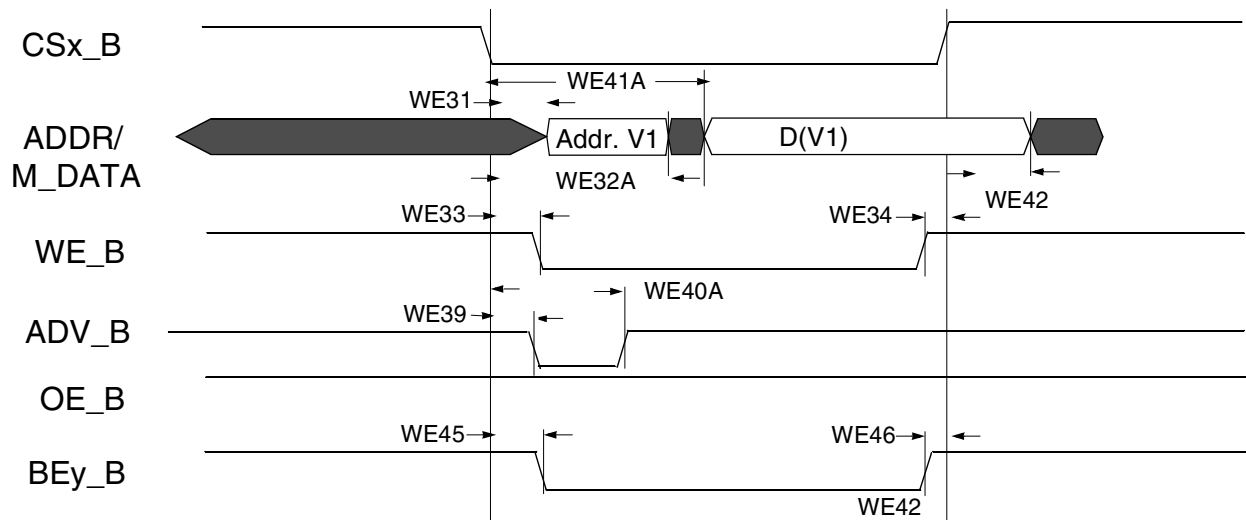 CSx_B
WE41A
WE31
ADDR/
M_DATA
Addr. V1
D(V1)
WE32A
WE42
WE33
WE34
WE_B
WE40A
WE39
ADV_B
OE_B
WE45
WE46
BEy_B
WE42